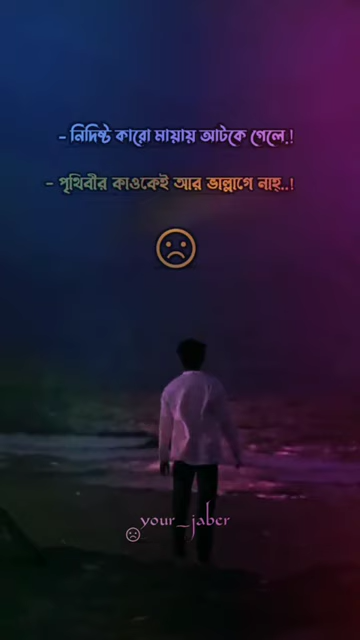 - নিদিষ্ট কারো মায়ায় আটকে গেলে.!
- পৃথিবীর কাওকেই আর ভাল্লাগে নাহ্..!
your_jaber